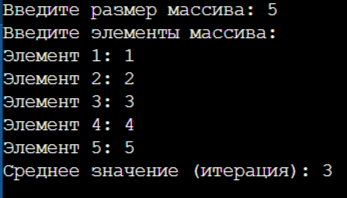 Введите размер массива: 5
Введите элементы массива:
Элемент 1: 1
Элемент 2: 2
Элемент 3: 3
Элемент 4: 4
Элемент 5: 5
Среднее значение (итерация): 3